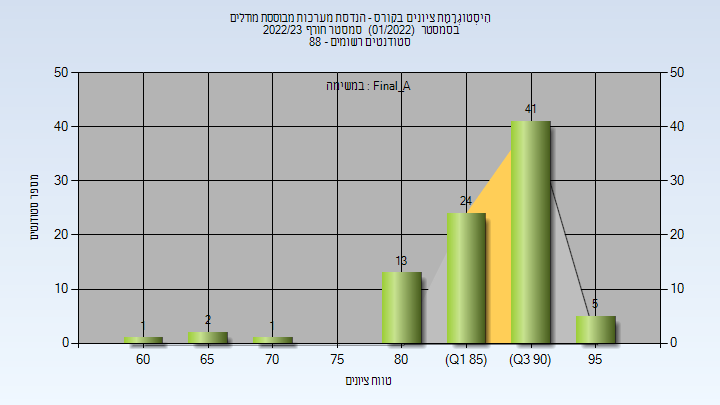 הִיסְטוֹגְרָמַת ציונים בקורס - הנדסת מערכות מבוססת מודלים
בסמסטר (01/2022) סמסטר חורף 2022/23
סטודנטים רשומים - 88
במשימה : Final_A
50 50
40 40
30 30
20 20
10 10
0 0
מספר סטודנטים
1 2 1 13 24 41 5
60 65 70 75 80 (Q1 85) (Q3 90) 95
טווח ציונים